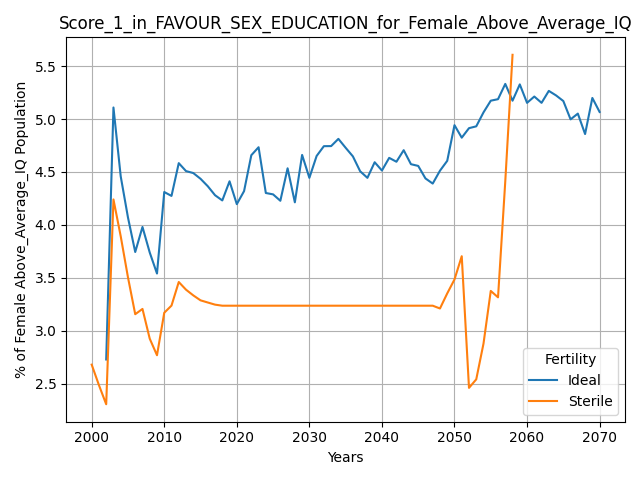 Score_1_in_FAVOUR_SEX_EDUCATION_for_Female_Above_Average_IQ
% of Female Above_Average_IQ Population
5.5
5.0
4.5
4.0
3.5
3.0
2.5
Fertility
Ideal
Sterile
2000 2010 2020 2030 2040 2050 2060 2070
Years